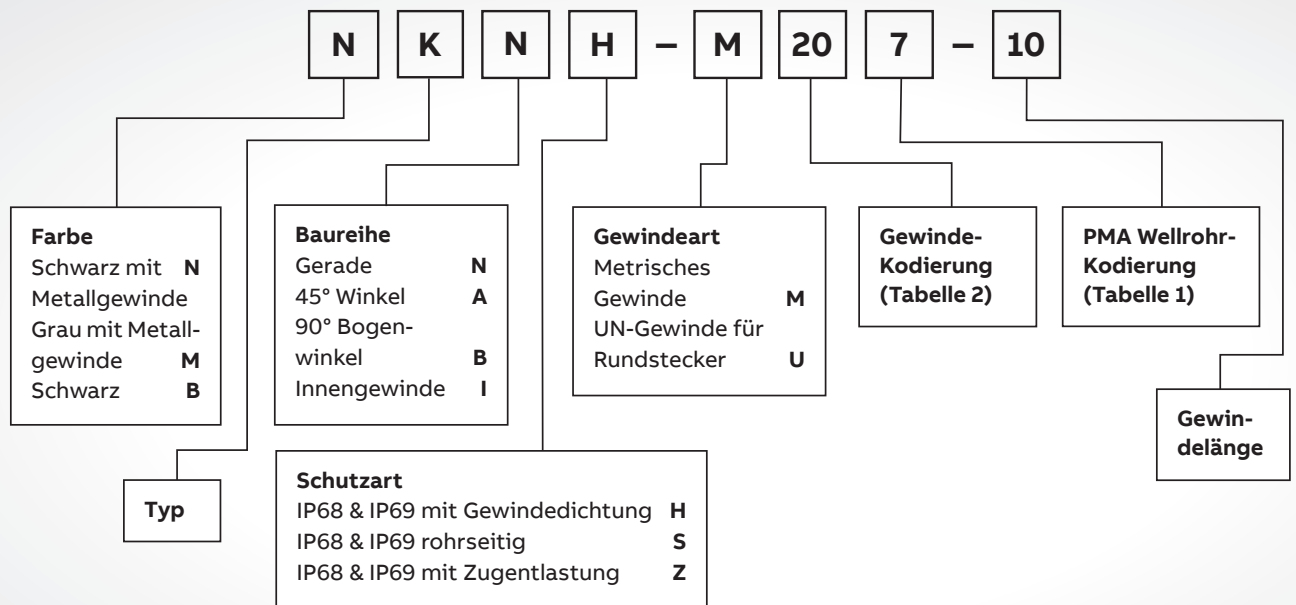 N K N H – M 20 7 – 10
Farbe
Schwarz mit N
Metallgewinde
Grau mit Metall-
gewinde M
Schwarz B
Baureihe
Gerade N
45° Winkel A
90° Bogen-
winkel B
Innengewinde I
Gewindeart
Metrisches
Gewinde M
UN-Gewinde für
Rundstecker U
Gewinde-
Kodierung
(Tabelle 2)
PMA Wellrohr-
Kodierung
(Tabelle 1)
Gewin-
delänge
Typ
Schutzart
IP68 & IP69 mit Gewindedichtung H
IP68 & IP69 rohrseitig S
IP68 & IP69 mit Zugentlastung Z